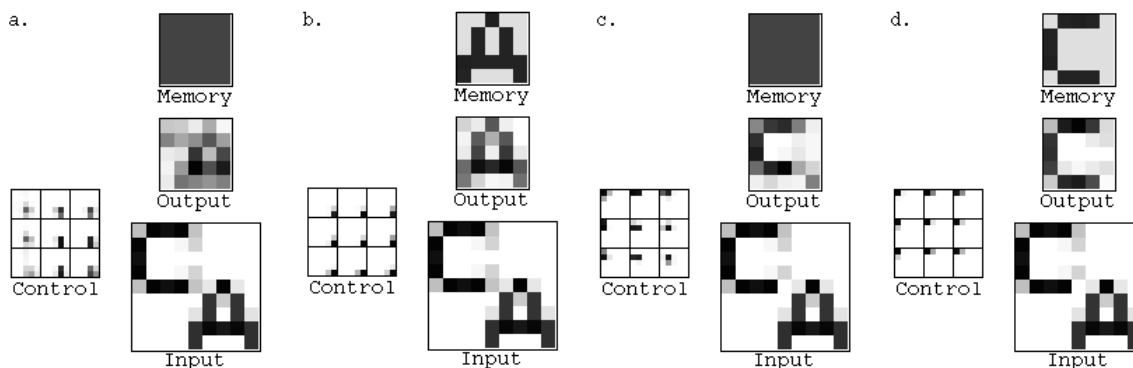 a. b. c. d.
Memory Memory Memory Memory
Output Output Output Output
Control Control Control Control
Input Input Input Input